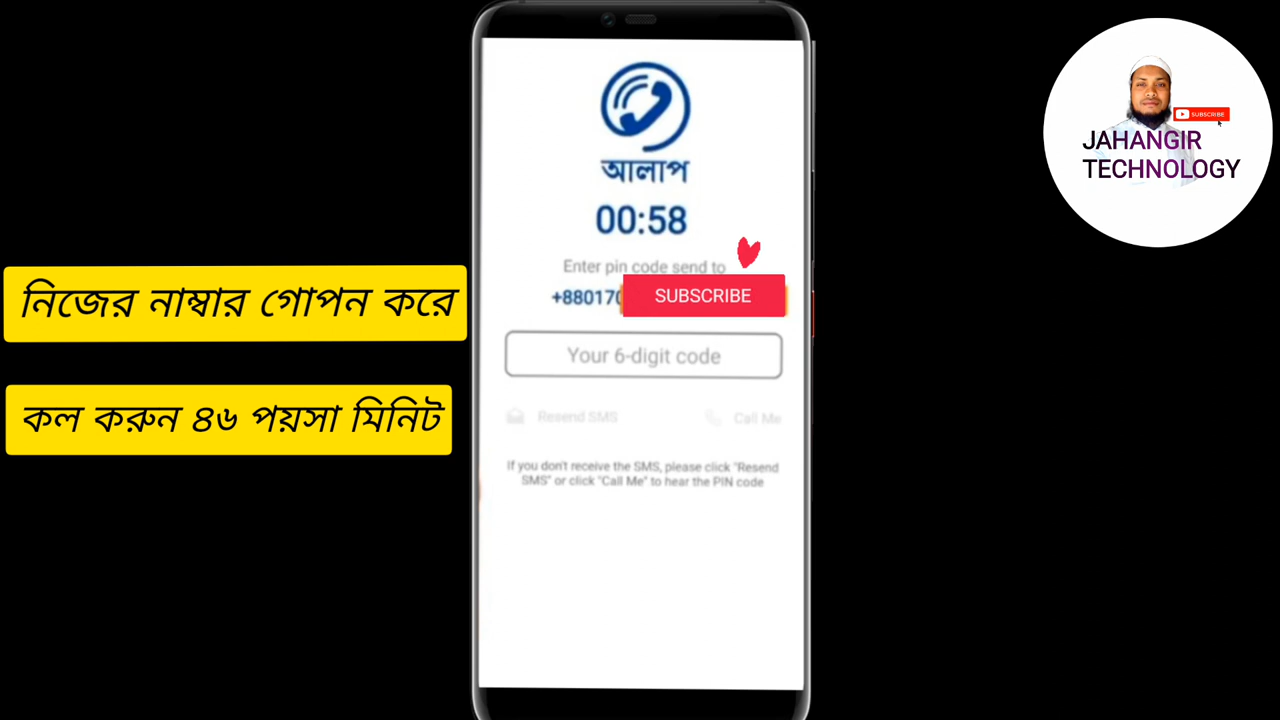 আলাপ
00:58
Enter pin code send to
+880170
SUBSCRIBE
Your 6-digit code
Resend SMS
Call Me
If you don't receive the SMS, please click "Resend
SMS" or click "Call Me" to hear the PIN code
নিজের নাম্বার গোপন করে
কল করুন ৪৬ পয়সা মিনিট
SUBSCRIBE
JAHANGIR
TECHNOLOGY